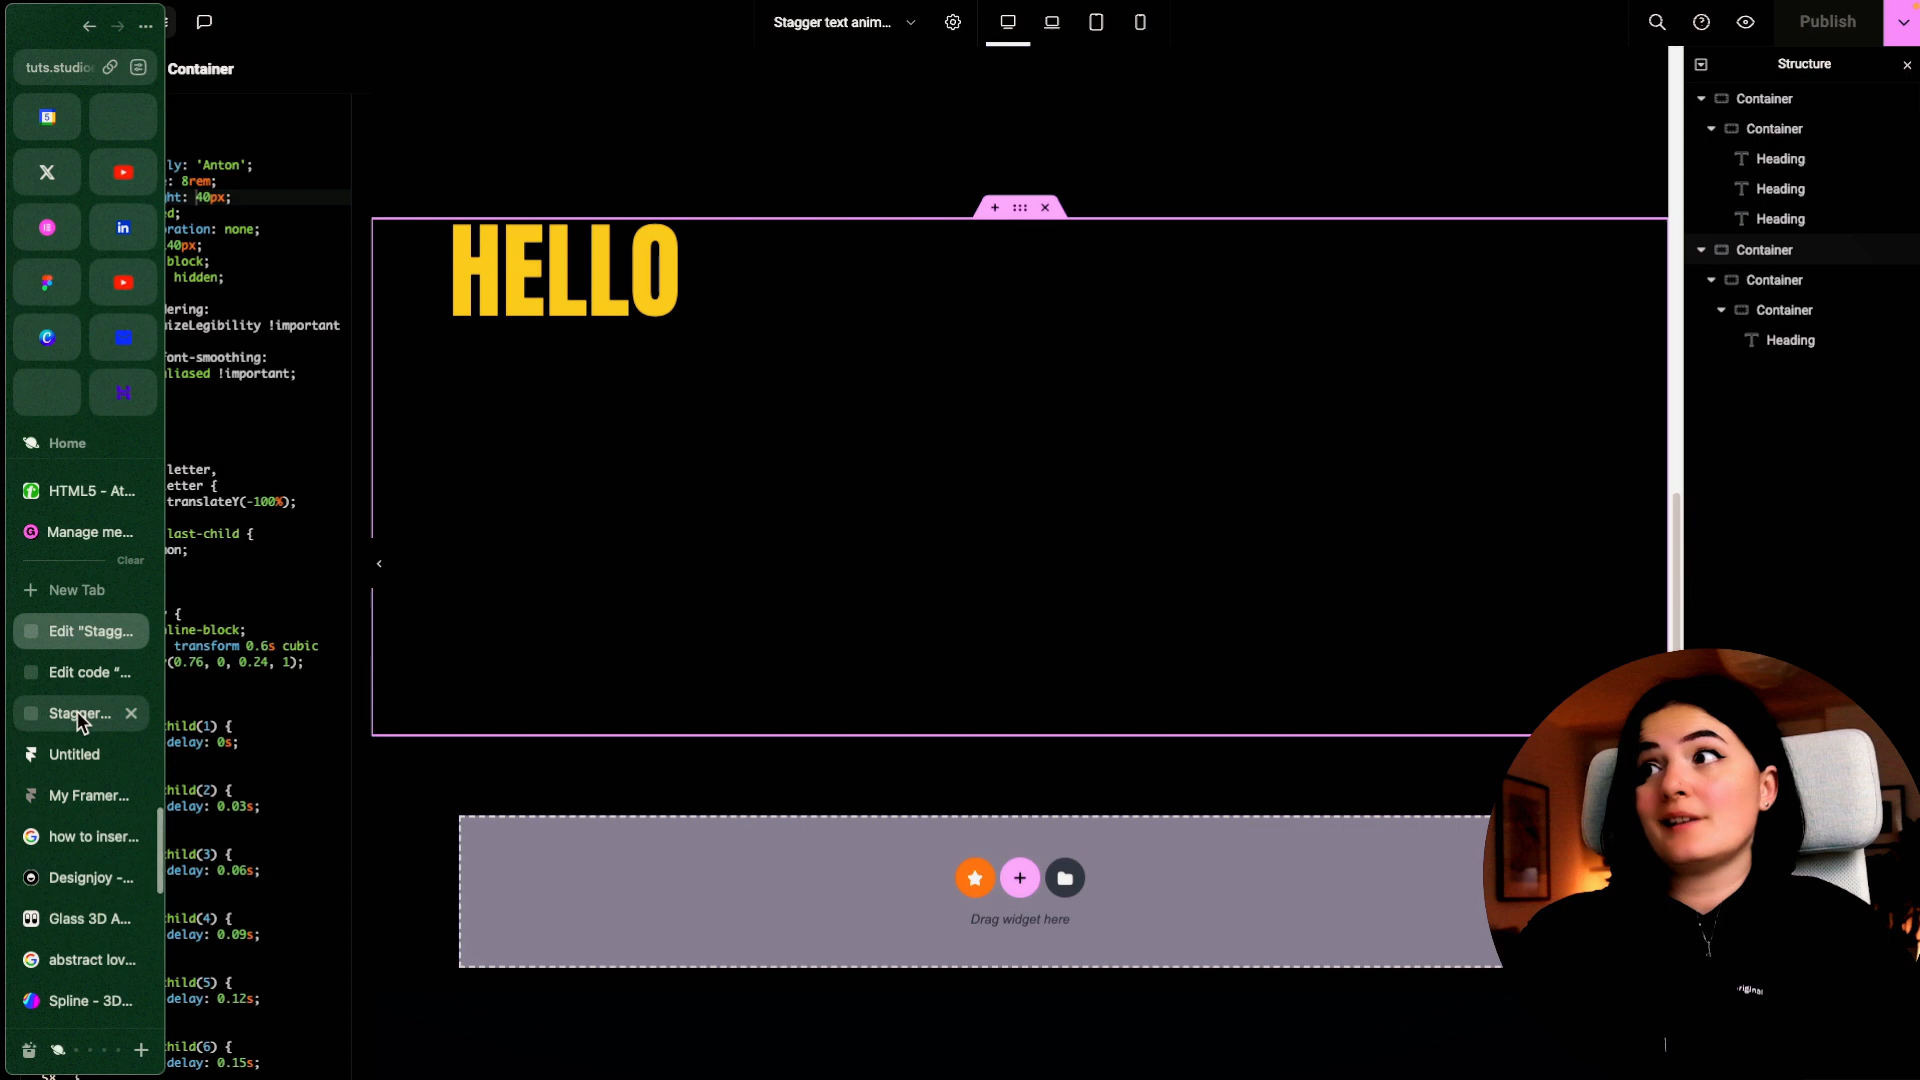 Stagger text anim...
Publish
tuts.studio
Container
Structure
Container
Container
Heading
Heading
Heading
Container
Container
Container
Heading
5
ly: 'Anton';
: 8rem;
ght: 40px;
d;
ration: none;
40px;
block;
hidden;
ering:
izeLegibility !important
ont-smoothing:
liased !important;
letter,
etter {
translateY(-100%);
last-child {
on;
{
line-block;
transform 0.6s cubic
(0.76, 0, 0.24, 1);
hild(1) {
delay: 0s;
hild(2) {
delay: 0.03s;
hild(3) {
delay: 0.06s;
hild(4) {
delay: 0.09s;
hild(5) {
delay: 0.12s;
hild(6) {
delay: 0.15s;
HELLO
Home
HTML5 - At...
Manage me...
Clear
New Tab
Edit "Stagg...
Edit code "...
Stagger...
Untitled
My Framer...
how to inser...
Designjoy -...
Glass 3D A...
abstract lov...
Spline - 3D...
Drag widget here
riginal